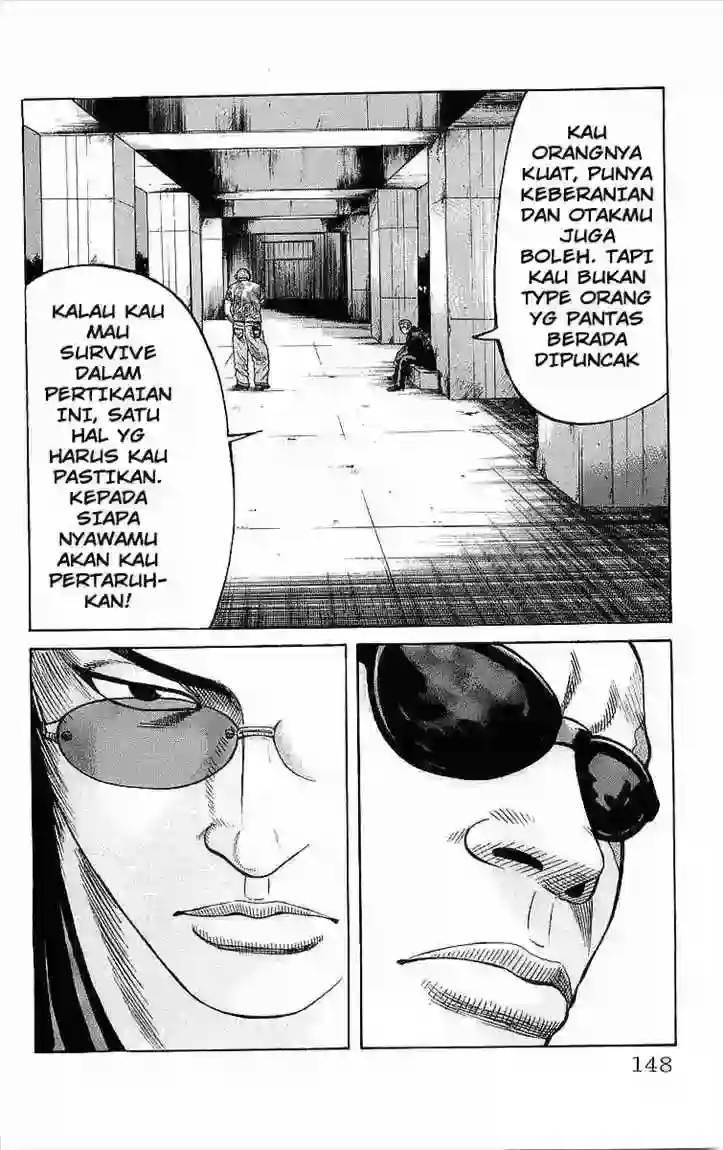 KAU
ORANGNYA
KUAT, PUNYA
KEBERANIAN
DAN OTAKMU
JUGA
BOLEH. TAPI
KAU BUKAN
TYPE ORANG
YG PANTAS
BERADA
DIPUNCAK
KALAU KAU
MAU
SURVIVE
DALAM
PERTIKAIAN
INI, SATU
HAL YG
HARUS KAU
PASTIKAN.
KEPADA
SIAPA
NYAWAMU
AKAN KAU
PERTARUH-
KAN!
148